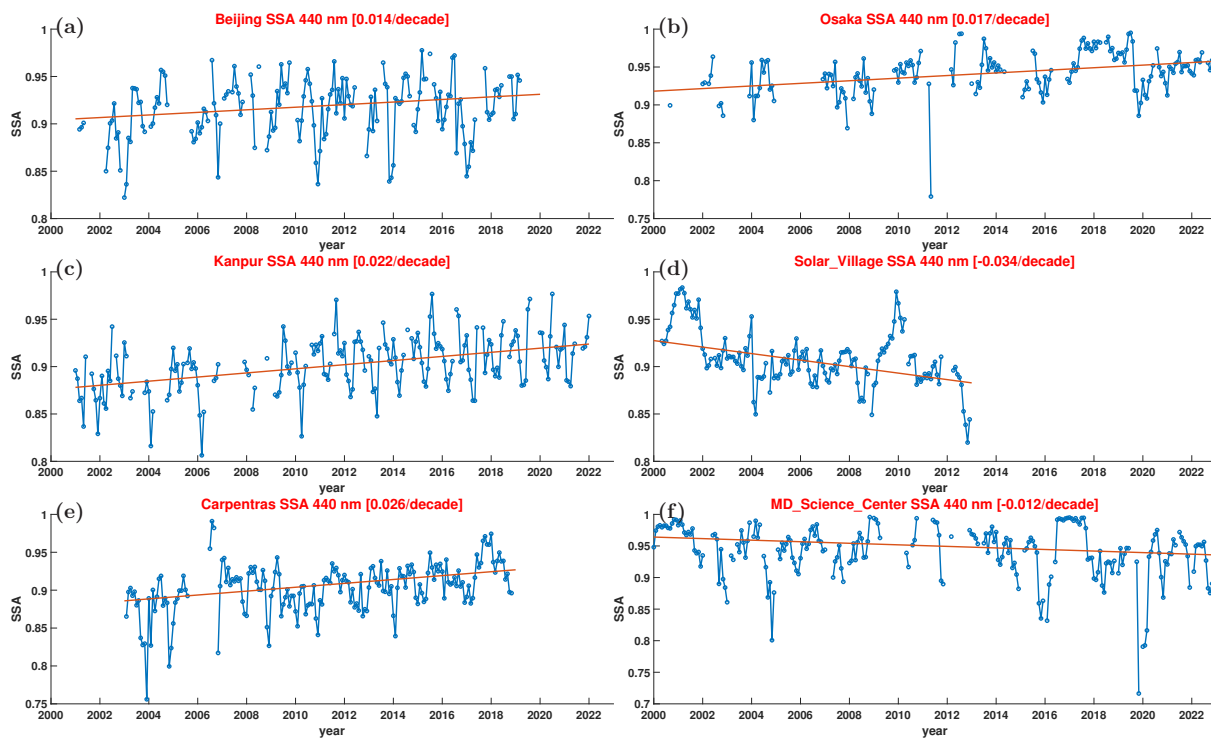 (a)
Beijing SSA 440 nm [0.014/decade]
1
0.95
0.9
0.85
0.8
SSA
2000 2002 2004 2006 2008 2010 2012 2014 2016 2018 2020 2022
year
(b)
Osaka SSA 440 nm [0.017/decade]
1
0.95
0.9
0.85
0.8
0.75
SSA
2000 2002 2004 2006 2008 2010 2012 2014 2016 2018 2020 2022
year
(c)
Kanpur SSA 440 nm [0.022/decade]
1
0.95
0.9
0.85
0.8
SSA
2000 2002 2004 2006 2008 2010 2012 2014 2016 2018 2020 2022
year
(d)
Solar_Village SSA 440 nm [-0.034/decade]
1
0.95
0.9
0.85
0.8
SSA
2000 2002 2004 2006 2008 2010 2012 2014 2016 2018 2020 2022
year
(e)
Carpentras SSA 440 nm [0.026/decade]
1
0.95
0.9
0.85
0.8
0.75
SSA
2000 2002 2004 2006 2008 2010 2012 2014 2016 2018 2020 2022
year
(f)
MD_Science_Center SSA 440 nm [-0.012/decade]
1
0.95
0.9
0.85
0.8
0.75
0.7
SSA
2000 2002 2004 2006 2008 2010 2012 2014 2016 2018 2020 2022
year